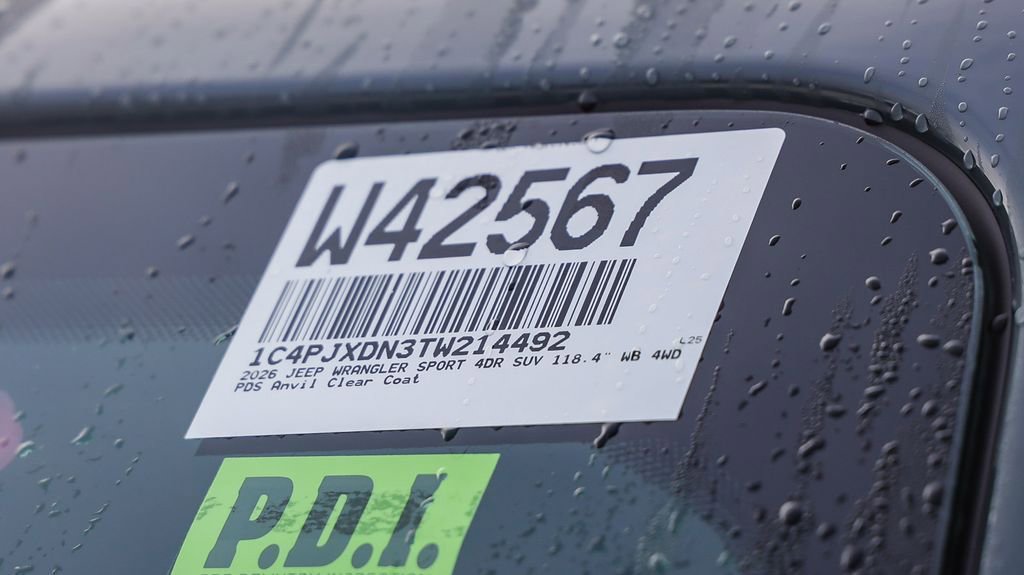 W42567
1C4PJXDN3TW214492
L25
2026 JEEP WRANGLER SPORT 4DR SUV 118.4" WB 4WD
PDS Anvil Clear Coat
P.D.I.